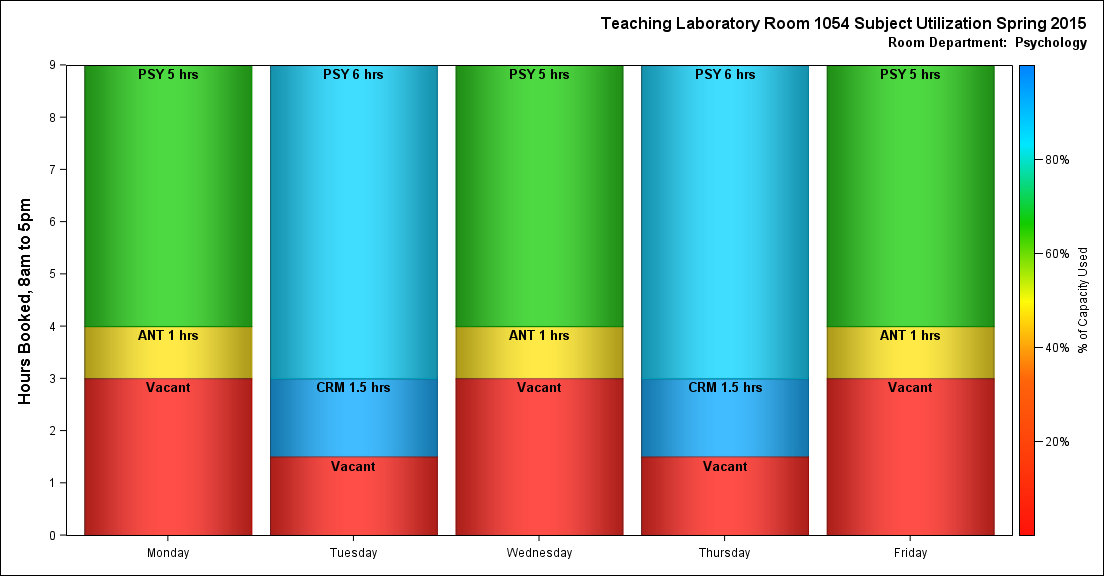 Teaching Laboratory Room 1054 Subject Utilization Spring 2015
Room Department:  Psychology
Hours Booked, 8am to 5pm
9
8
7
6
5
4
3
2
1
0
PSY 5 hrs
ANT 1 hrs
Vacant
PSY 6 hrs
CRM 1.5 hrs
Vacant
PSY 5 hrs
ANT 1 hrs
Vacant
PSY 6 hrs
CRM 1.5 hrs
Vacant
PSY 5 hrs
ANT 1 hrs
Vacant
Monday
Tuesday
Wednesday
Thursday
Friday
80%
60%
40%
20%
% of Capacity Used